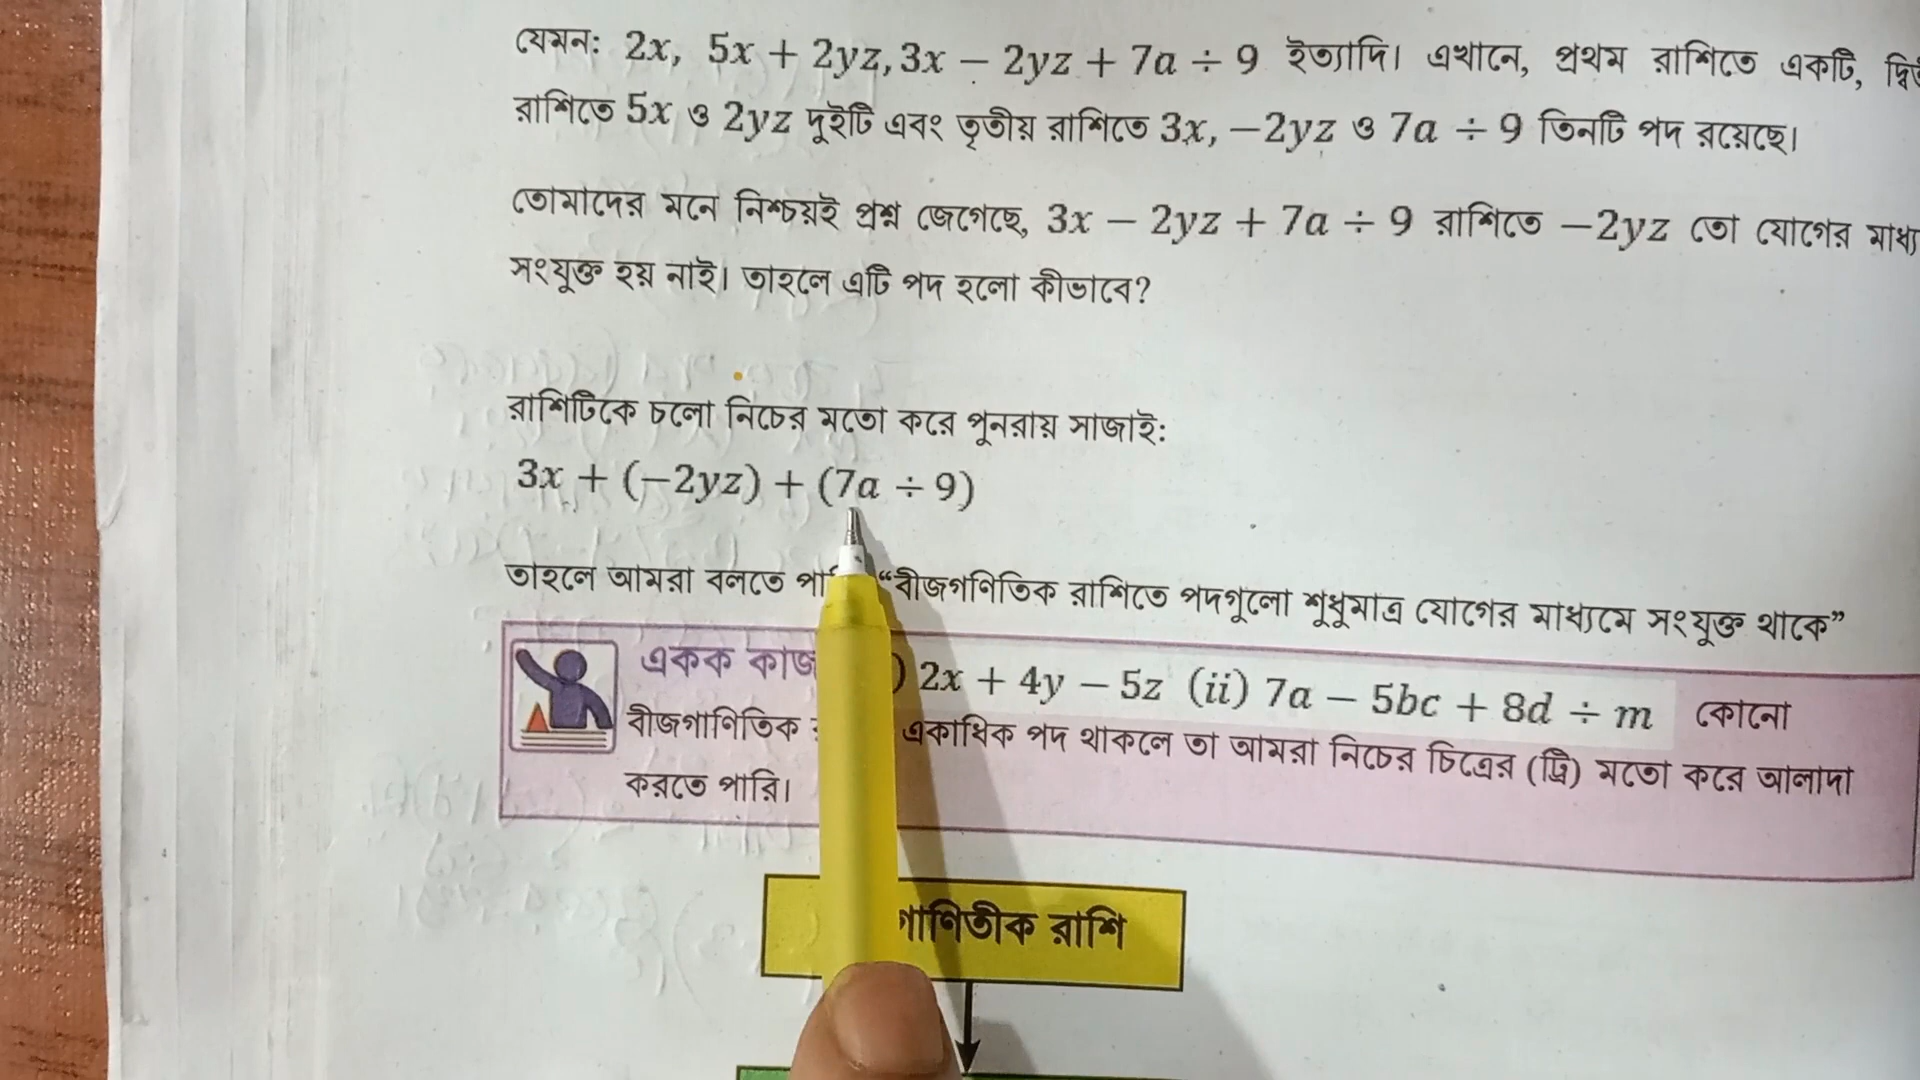 যেমন: 2x, 5x + 2yz, 3x − 2yz + 7a ÷ 9 ইত্যাদি। এখানে, প্রথম রাশিতে একটি,
রাশিতে 5x ও 2yz দুইটি এবং তৃতীয় রাশিতে 3x, −2yz ও 7a ÷ 9 তিনটি পদ রয়েছে।
তোমাদের মনে নিশ্চয়ই প্রশ্ন জেগেছে, 3x − 2yz + 7a ÷ 9 রাশিতে −2yz তো যোগের
সংযুক্ত হয় নাই। তাহলে এটি পদ হলো কীভাবে?
রাশিটিকে চলো নিচের মতো করে পুনরায় সাজাই:
3x + (−2yz) + (7a ÷ 9)
তাহলে আমরা বলতে “বীজগণিতিক রাশিতে পদগুলো শুধুমাত্র যোগের মাধ্যমে সংযুক্ত থাকে”
একক কাজ ) 2x + 4y − 5z (ii) 7a − 5bc + 8d ÷ m কোনো
বীজগাণিতিক একাধিক পদ থাকলে তা আমরা নিচের চিত্রের (ট্রি) মতো করে আলাদা
করতে পারি।
গাণিতীক রাশি